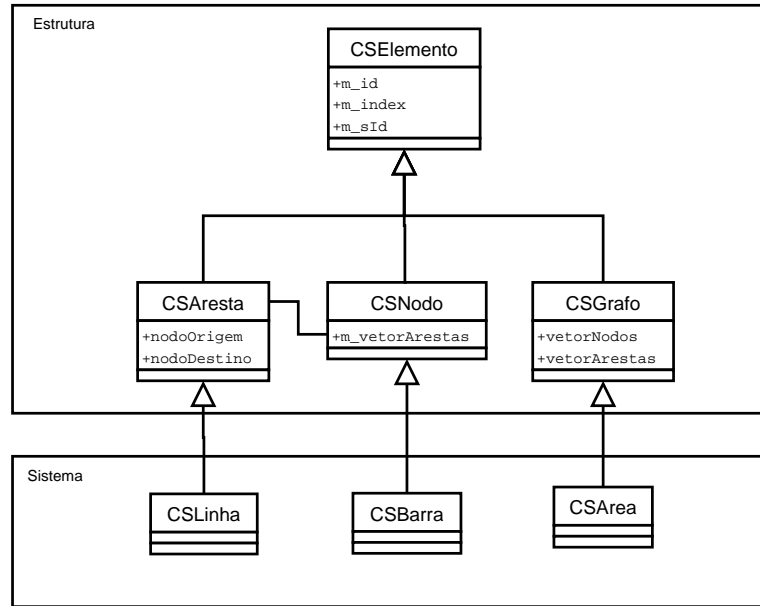 Estrutura
CSElemento
+m_id
+m_index
+m_sId
CSAresta
+nodoOrigem
+nodoDestino
CSNodo
+m_vetorArestas
CSGrafo
+vetorNodos
+vetorArestas
Sistema
CSLinha
CSBarra
CSArea